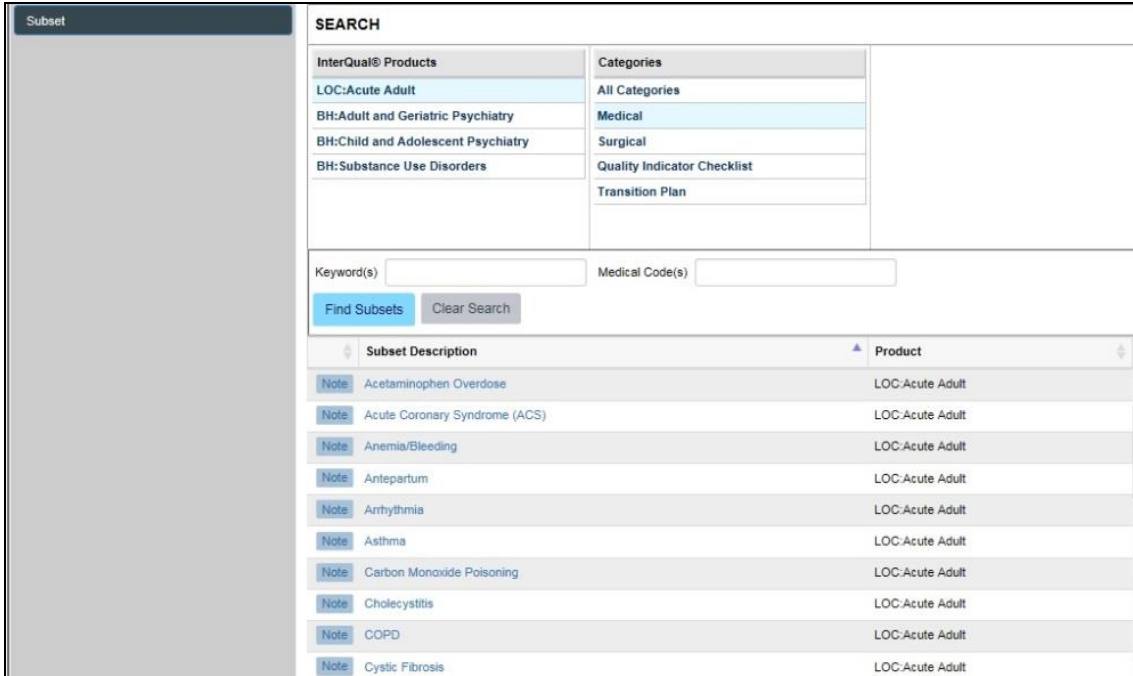 Subset
SEARCH
InterQual® Products
LOC:Acute Adult
BH:Adult and Geriatric Psychiatry
BH:Child and Adolescent Psychiatry
BH:Substance Use Disorders
Categories
All Categories
Medical
Surgical
Quality Indicator Checklist
Transition Plan
Keyword(s) Medical Code(s)
Find Subsets Clear Search
Subset Description Product
Note Acetaminophen Overdose LOC:Acute Adult
Note Acute Coronary Syndrome (ACS) LOC:Acute Adult
Note Anemia/Bleeding LOC:Acute Adult
Note Antepartum LOC:Acute Adult
Note Arrhythmia LOC:Acute Adult
Note Asthma LOC:Acute Adult
Note Carbon Monoxide Poisoning LOC:Acute Adult
Note Cholecystitis LOC:Acute Adult
Note COPD LOC:Acute Adult
Note Cystic Fibrosis LOC:Acute Adult